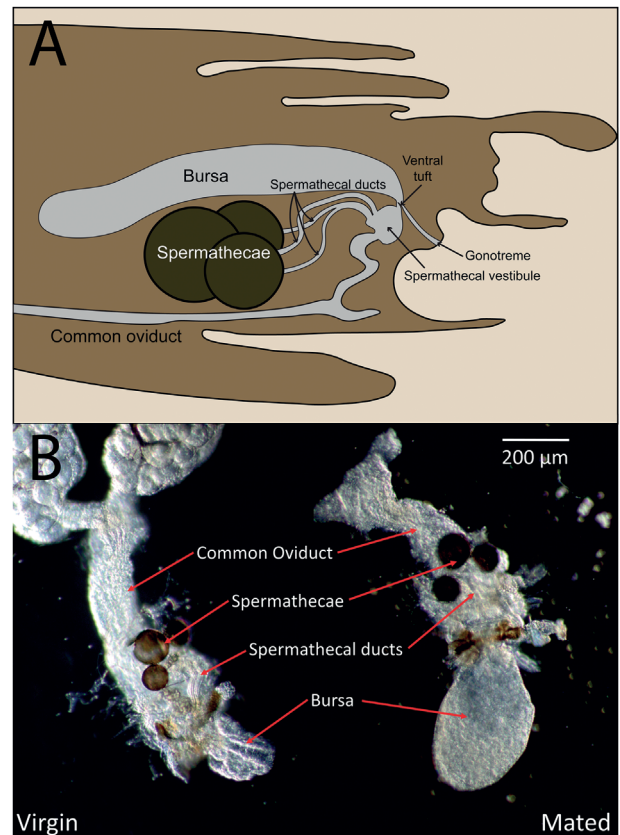 A
Bursa
Ventral
tuft
Spermathecal ducts
Spermathecae
Gonotreme
Spermathecal vestibule
Common oviduct
B
200 µm
Common Oviduct
Spermathecae
Spermathecal ducts
Bursa
Virgin
Mated